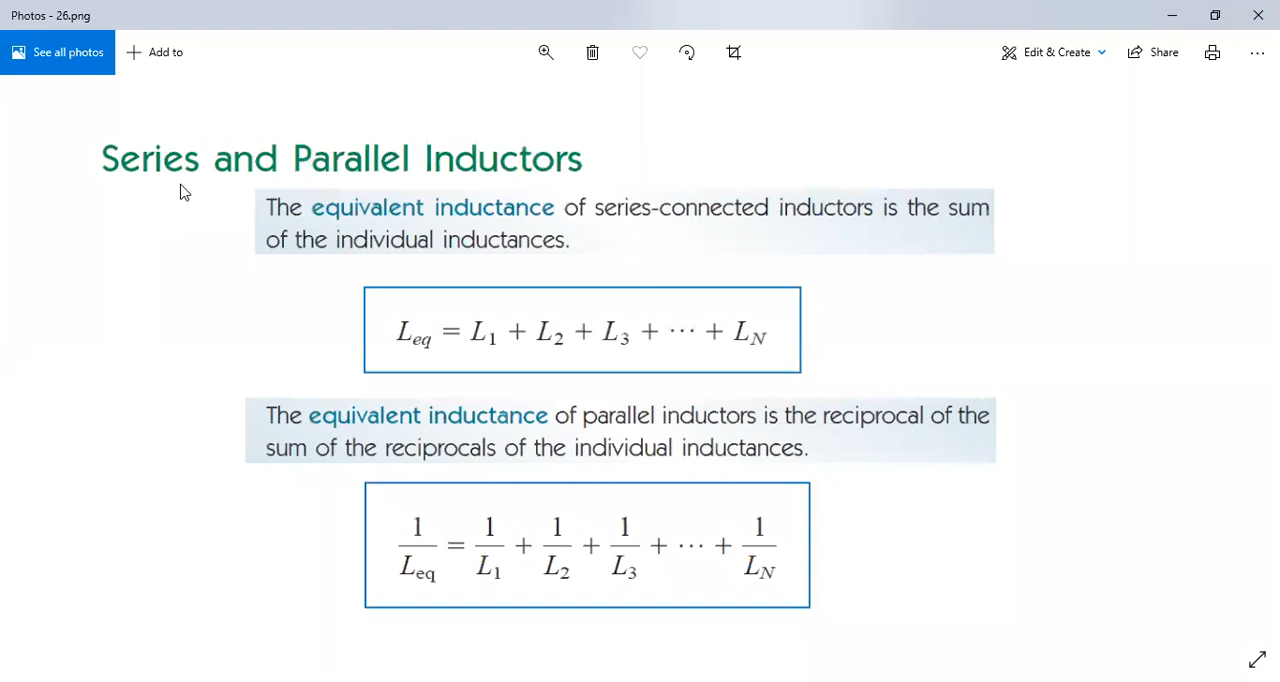 Photos - 26.png
See all photos
Add to
Edit & Create
Share
Series and Parallel Inductors
The equivalent inductance of series-connected inductors is the sum
of the individual inductances.
L_eq = L_1 + L_2 + L_3 + ⋯ + L_N
The equivalent inductance of parallel inductors is the reciprocal of the
sum of the reciprocals of the individual inductances.
1/L_eq = 1/L_1 + 1/L_2 + 1/L_3 + ⋯ + 1/L_N